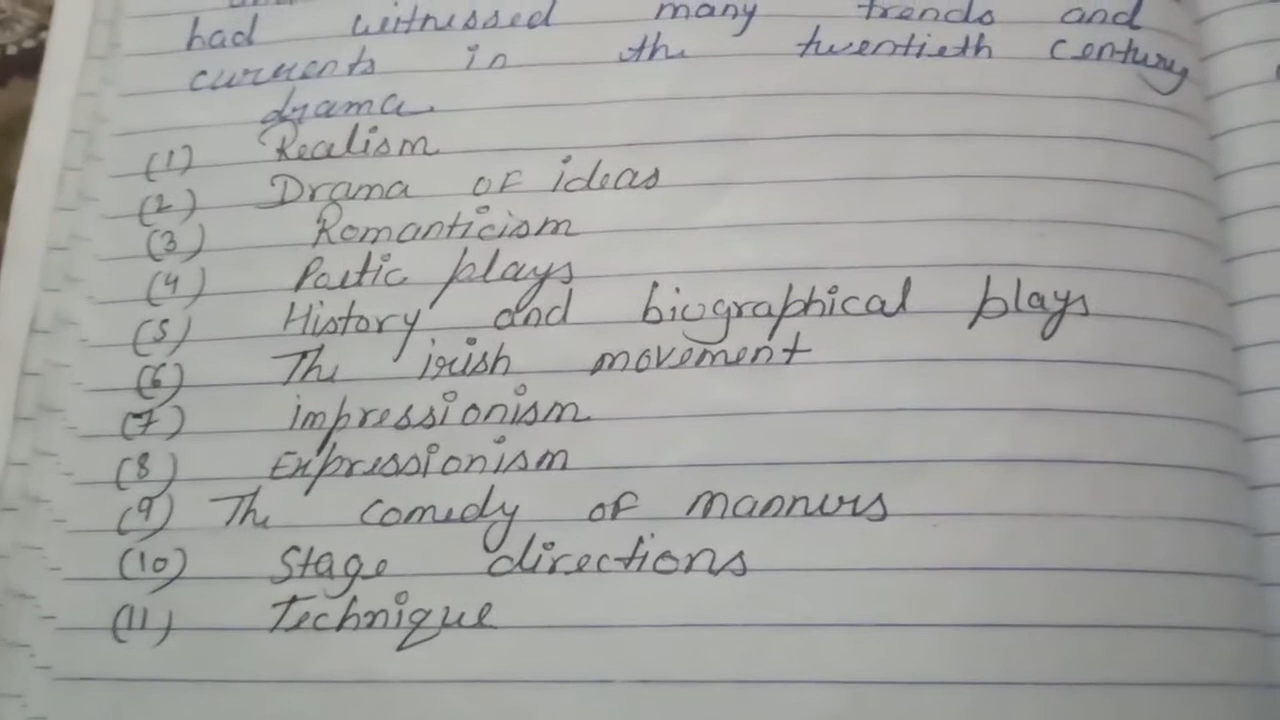 had witnessed many trends and
currents in the twentieth century
drama.
(1) Realism
(2) Drama of ideas
(3) Romanticism
(4) Poetic plays
(5) History and biographical plays
(6) The irish movement
(7) impressionism
(8) Expressionism
(9) The comedy of manners
(10) Stage directions
(11) Technique